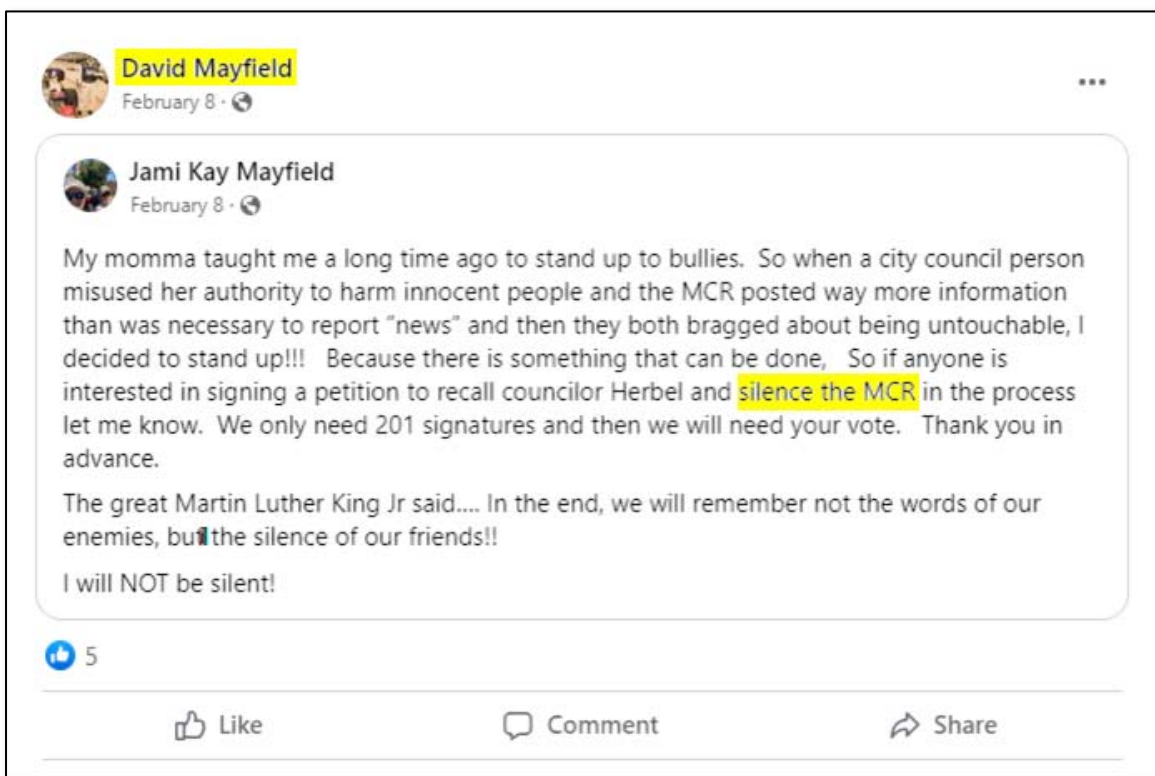 David Mayfield
February 8 ·
Jami Kay Mayfield
February 8 ·
My momma taught me a long time ago to stand up to bullies. So when a city council person
misused her authority to harm innocent people and the MCR posted way more information
than was necessary to report "news" and then they both bragged about being untouchable, I
decided to stand up!!! Because there is something that can be done, So if anyone is
interested in signing a petition to recall councilor Herbel and silence the MCR in the process
let me know. We only need 201 signatures and then we will need your vote. Thank you in
advance.
The great Martin Luther King Jr said.... In the end, we will remember not the words of our
enemies, but the silence of our friends!!
I will NOT be silent!
5
Like Comment Share